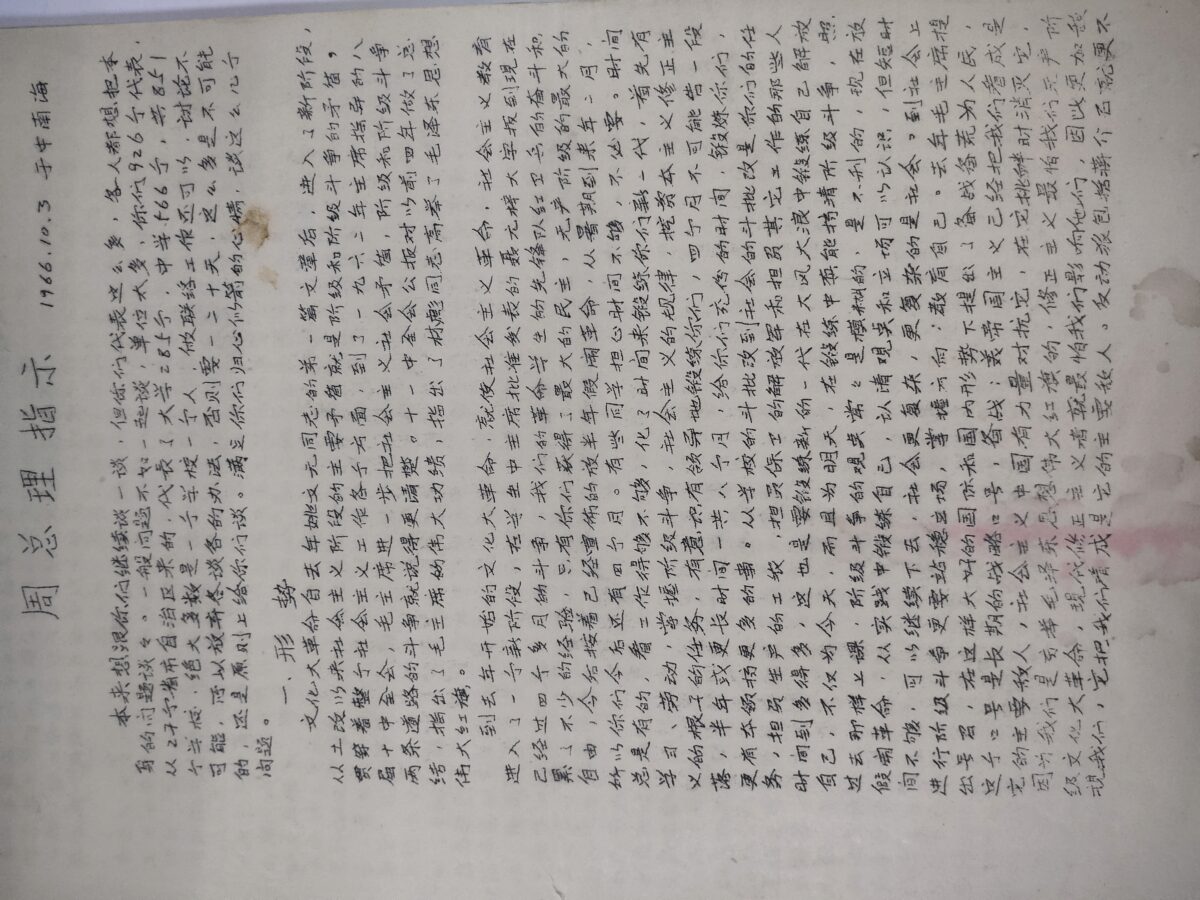 周总理指示 1966.10.3 于中南海
本来想跟你们继续谈一谈，但你们代表这么多，各人都想把本
身的问题谈々。一般问题不如一起谈，单位太多，你们926个代表，
从27个省市自治区来的，代表了大学285个，中学566个，共851
个学校，绝大多数是一个学校一个人，做联络工作还可以，讨论不
可能，所以放弃各谈各的办法，否则要一二十天，这么多是不可能
的，还是原则上给你们谈。满足你们归心似箭的心腈，谈这么几个
问题。
一、形势
文化大革命自去年姚文元同志的第一篇文章后，进入了新阶段，
从土改以来社会主义阶段的主要矛盾就是阶级和阶级斗争的矛盾，
贯穿着整个社会主义工作各个方面，到了一九六二年主席指导的八
届十中全会，毛主席进一步把社会主义社会矛盾，阶级和阶级斗争
两条道路的斗争就说得更清楚。十一中全会公报对以前四年做了总
结，指出了毛主席的伟大功绩，指出了林彪同志高举了毛泽东思想
伟大红旗。
到去年开始的文化大革命，就使社会主义革命，社会主义教育
进入了一个新阶段，在学生中主席批准发表的聂元梓大字报到现在
已经过四个多月的斗争，我们的革命学生的先锋队红卫兵的奋斗积
累了不少的经验，只有你们获得了最大的民主，无产阶级的最大的
自由，今后按着已经宣佈的放半年假闹革命，从暑期到来年二月，
所以你们今后还有四个月。有些同学担心时间不够，不必要。时间
总是有的，看工作得够不够，化了时间来锻练你们新一代，首先有
学习、劳动，掌握阶级斗争，社会主义的规律，挖资本主义修正主
义的根子的任务，有意识有领导地锻练你们，四个月不可能告一段
落，半年或更长时间一共八个月，给你们充份的时间，锻炼你们，
更有本领搞更多的事。从学校的斗批改到社会的斗批改是你们的任
务，担负生产的工农，担负保卫的解放军和担负其它工作的那些人
时间到多得多，这也是要锻练新的一代在大风大浪中锻练自己解放
自己，不仅为今天，而且为明天，在锻练中更能搞清阶级斗争，照
过去那样上课，阶级斗争的观点常々是模糊的，是不利的，现在放
假闹革命，从实践中锻练自己，认清观点和立场可以认识，但短时
间不够，可以继续下去，社会更复杂，更复杂的是社会。到社会上
进行阶级斗争更要站稳立场，掌握方向；教育自己。去年毛主席提
出号召，在这样大好的国际和国内形势下提出了备战备荒为人民，
这个口号是长期的战略口号，备战；美帝国主义已经把我们看成是
它的主要敌人，社会主义中国有力量对抗它，在它挑衅时消灭它，
因为我们是高举毛泽东思想伟大红旗的，修正主义最怕我们无产阶
级文化大革命，现代修正主义者就最怕我们影响他们，因此更加敌
视我们，它把我们看成是它的主要敌人。反动派包括蒋介石就更不